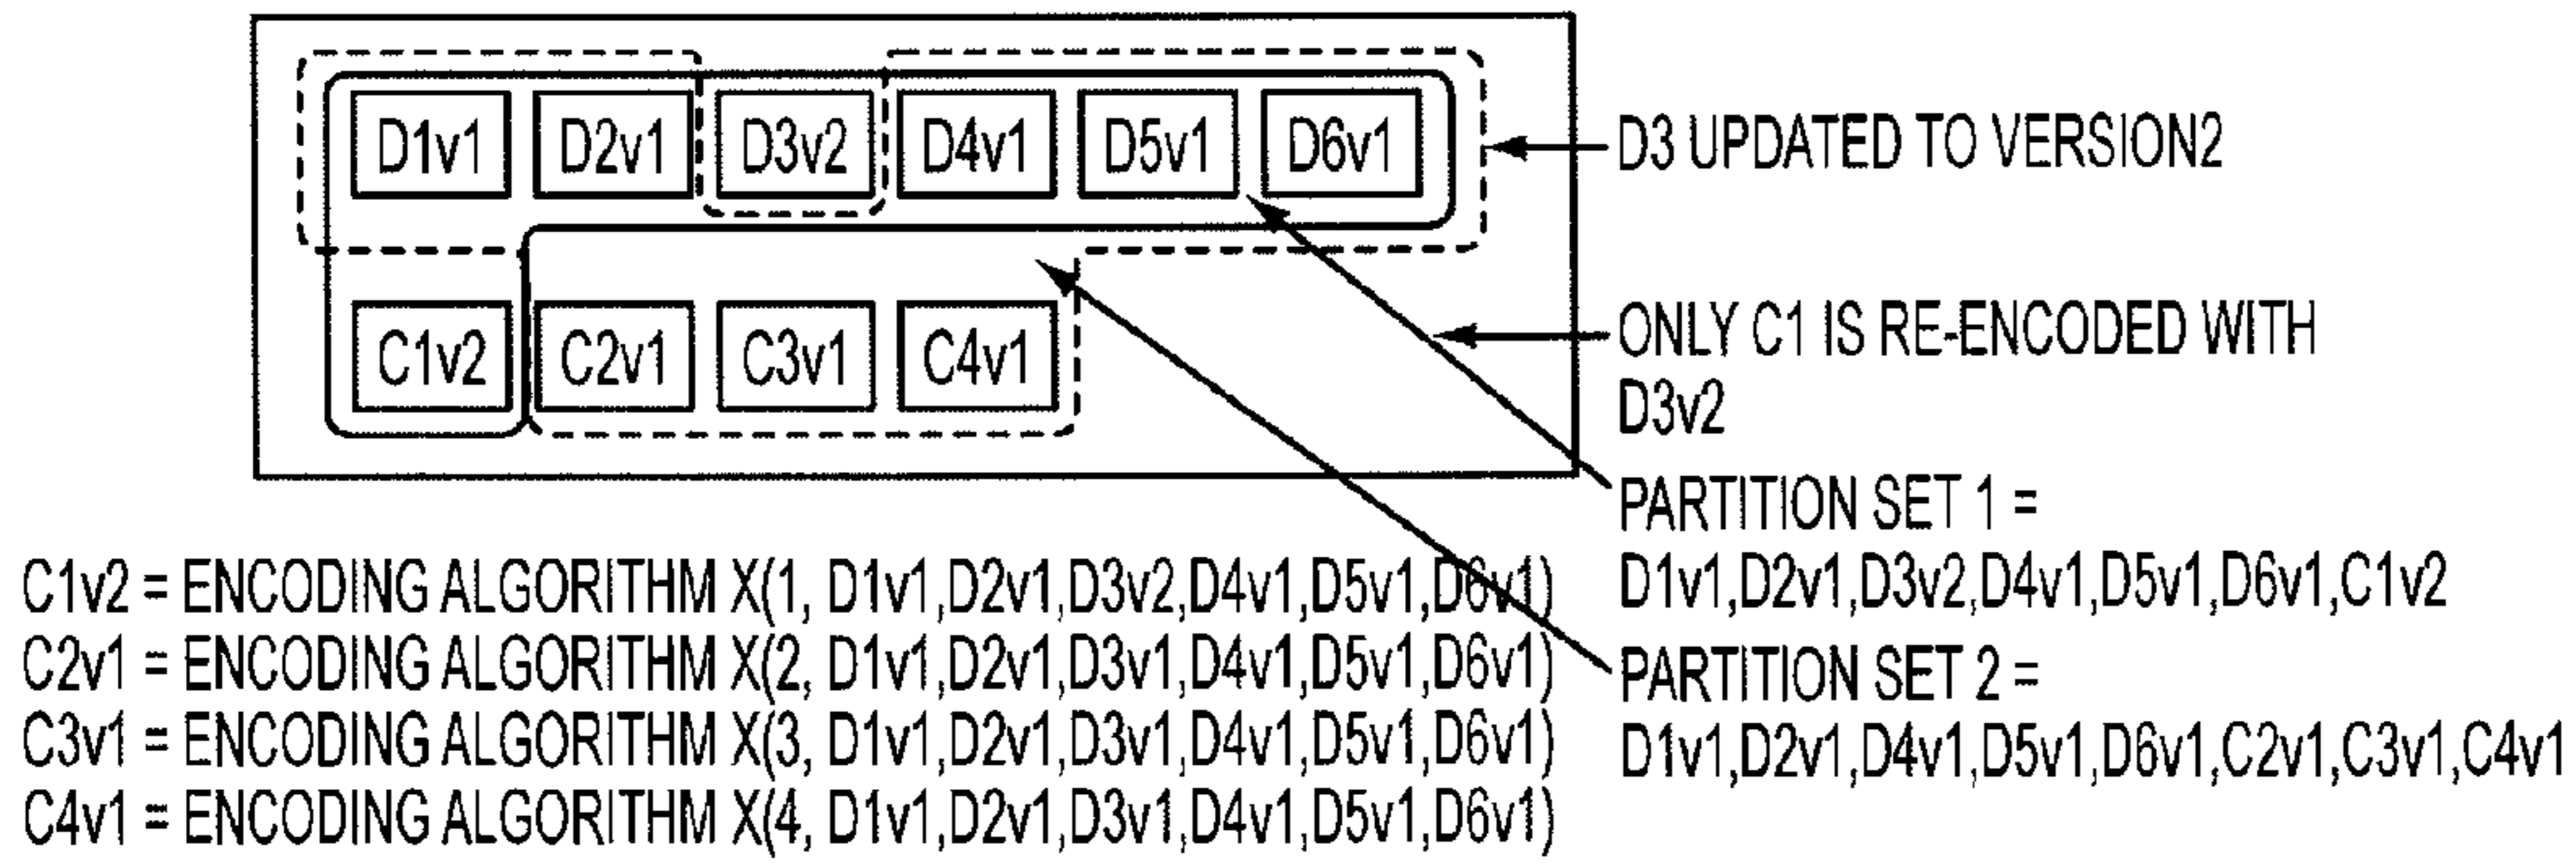 D1v1 D2v1 D3v2 D4v1 D5v1 D6v1
C1v2 C2v1 C3v1 C4v1
D3 UPDATED TO VERSION2
ONLY C1 IS RE-ENCODED WITH
D3v2
PARTITION SET 1 =
D1v1,D2v1,D3v2,D4v1,D5v1,D6v1,C1v2
PARTITION SET 2 =
D1v1,D2v1,D4v1,D5v1,D6v1,C2v1,C3v1,C4v1
C1v2 = ENCODING ALGORITHM X(1, D1v1,D2v1,D3v2,D4v1,D5v1,D6v1)
C2v1 = ENCODING ALGORITHM X(2, D1v1,D2v1,D3v1,D4v1,D5v1,D6v1)
C3v1 = ENCODING ALGORITHM X(3, D1v1,D2v1,D3v1,D4v1,D5v1,D6v1)
C4v1 = ENCODING ALGORITHM X(4, D1v1,D2v1,D3v1,D4v1,D5v1,D6v1)